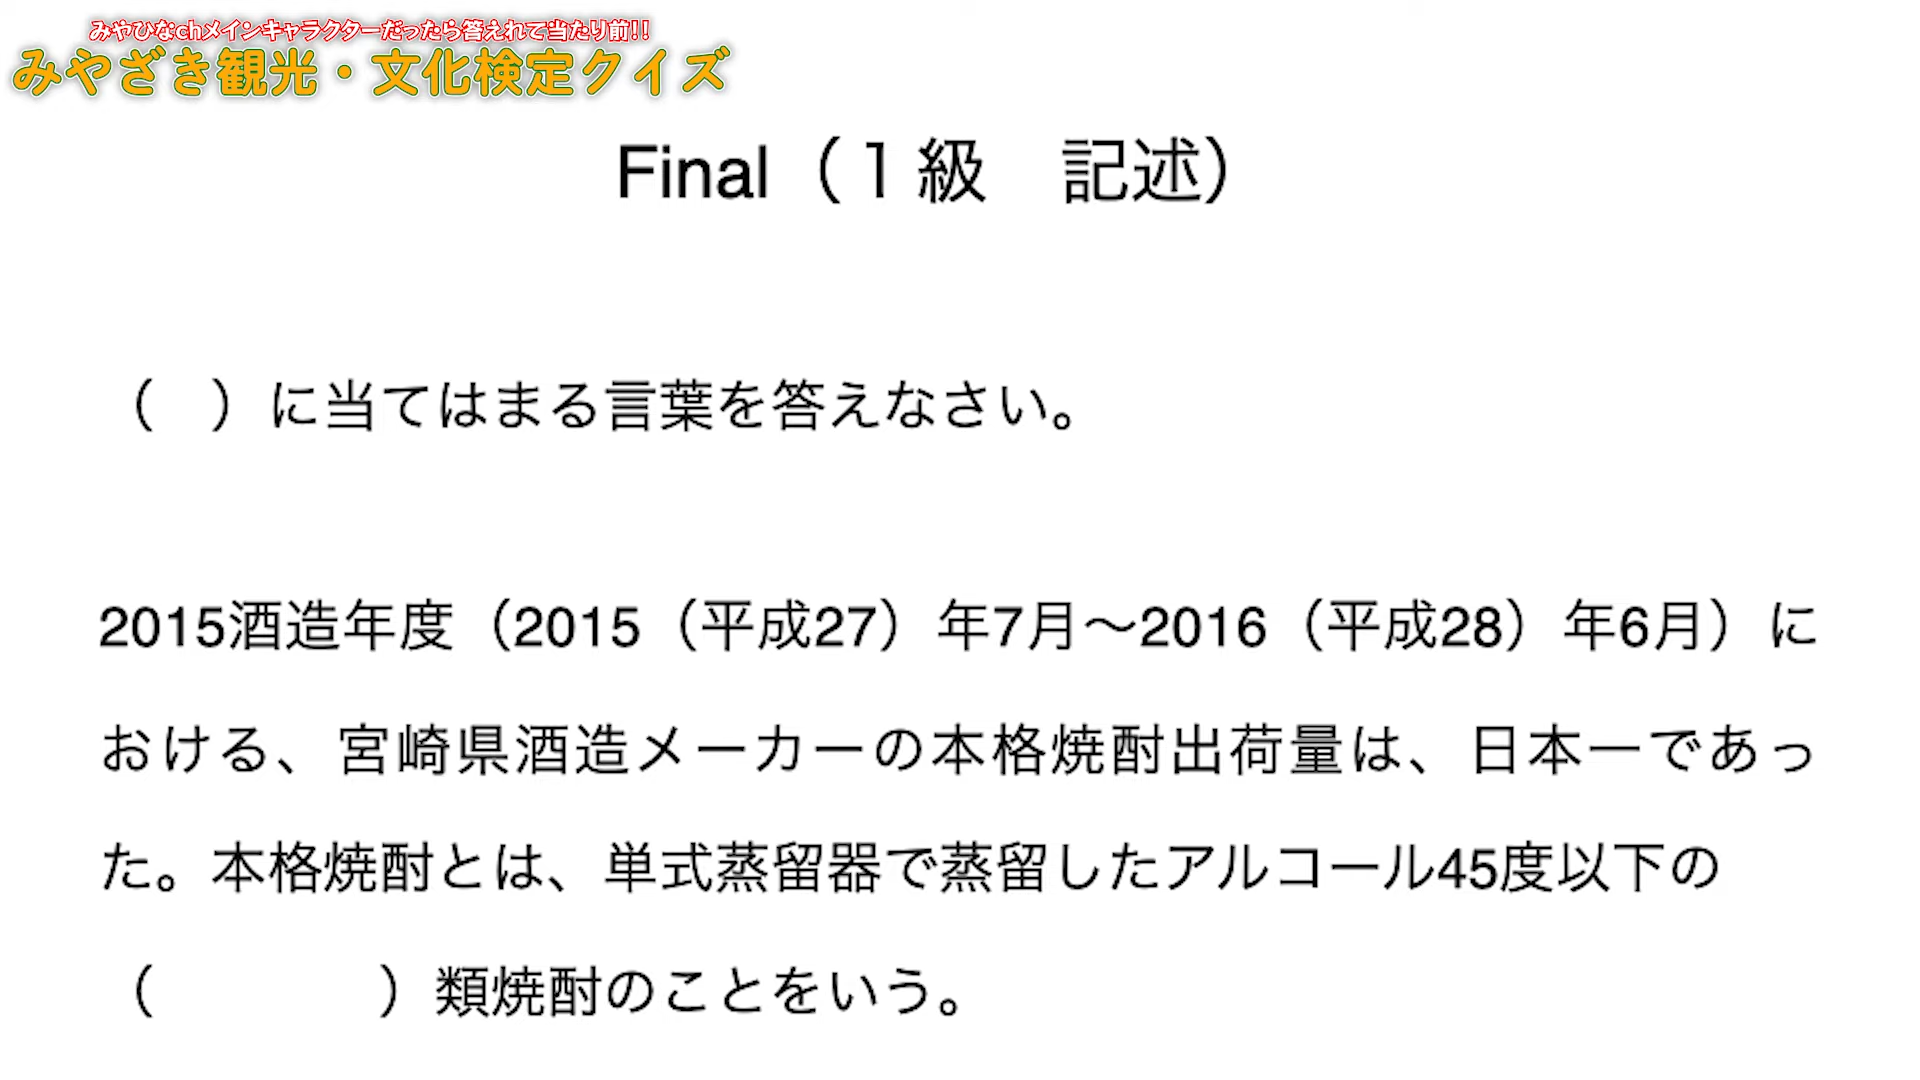 みやひなchメインキャラクターだったら答えれて当たり前!!
みやざき観光・文化検定クイズ
Final（１級　記述）
（　）に当てはまる言葉を答えなさい。
2015酒造年度（2015（平成27）年7月～2016（平成28）年6月）に
おける、宮崎県酒造メーカーの本格焼酎出荷量は、日本一であっ
た。本格焼酎とは、単式蒸留器で蒸留したアルコール45度以下の
（　　　　）類焼酎のことをいう。